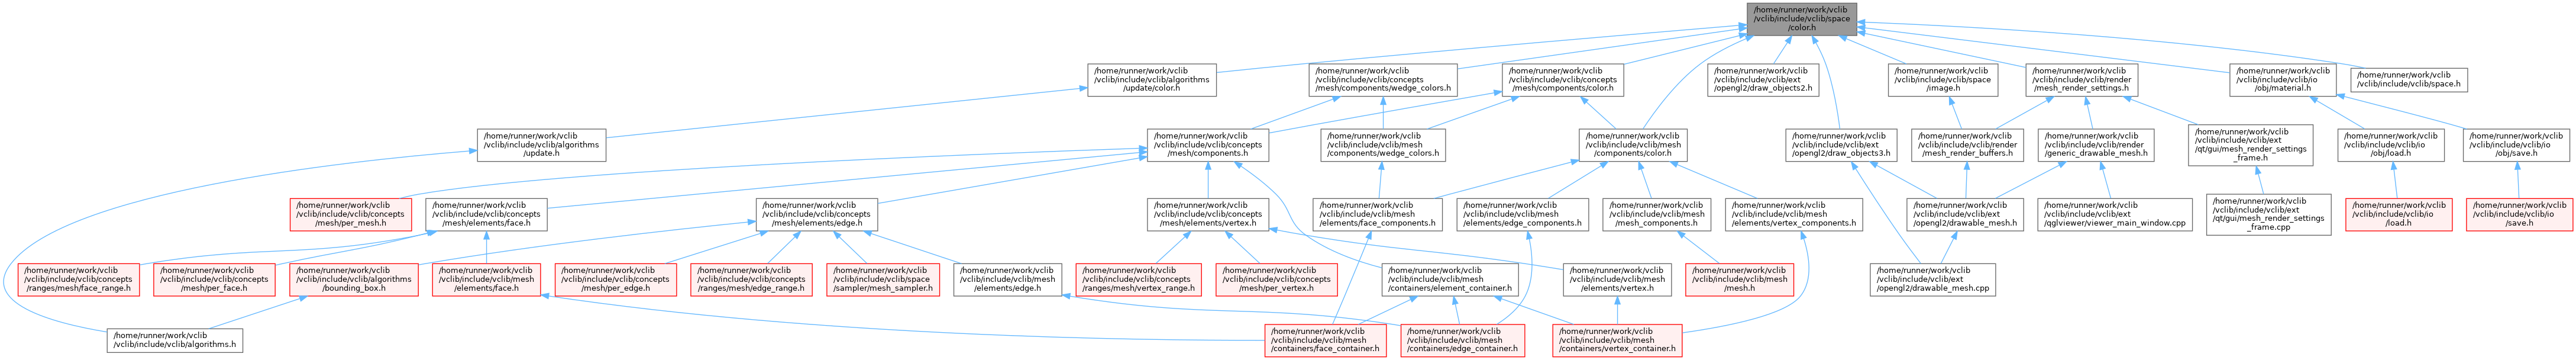 /home/runner/work/vclib
/vclib/include/vclib/space
/color.h
/home/runner/work/vclib
/vclib/include/vclib/algorithms
/update/color.h
/home/runner/work/vclib
/vclib/include/vclib/concepts
/mesh/components/wedge_colors.h
/home/runner/work/vclib
/vclib/include/vclib/concepts
/mesh/components/color.h
/home/runner/work/vclib
/vclib/include/vclib/ext
/opengl2/draw_objects2.h
/home/runner/work/vclib
/vclib/include/vclib/space
/image.h
/home/runner/work/vclib
/vclib/include/vclib/render
/mesh_render_settings.h
/home/runner/work/vclib
/vclib/include/vclib/io
/obj/material.h
/home/runner/work/vclib
/vclib/include/vclib/space.h
/home/runner/work/vclib
/vclib/include/vclib/algorithms
/update.h
/home/runner/work/vclib
/vclib/include/vclib/concepts
/mesh/components.h
/home/runner/work/vclib
/vclib/include/vclib/mesh
/components/wedge_colors.h
/home/runner/work/vclib
/vclib/include/vclib/mesh
/components/color.h
/home/runner/work/vclib
/vclib/include/vclib/ext
/opengl2/draw_objects3.h
/home/runner/work/vclib
/vclib/include/vclib/render
/mesh_render_buffers.h
/home/runner/work/vclib
/vclib/include/vclib/render
/generic_drawable_mesh.h
/home/runner/work/vclib
/vclib/include/vclib/ext
/qt/gui/mesh_render_settings
_frame.h
/home/runner/work/vclib
/vclib/include/vclib/io
/obj/load.h
/home/runner/work/vclib
/vclib/include/vclib/io
/obj/save.h
/home/runner/work/vclib
/vclib/include/vclib/concepts
/mesh/per_mesh.h
/home/runner/work/vclib
/vclib/include/vclib/concepts
/mesh/elements/face.h
/home/runner/work/vclib
/vclib/include/vclib/concepts
/mesh/elements/edge.h
/home/runner/work/vclib
/vclib/include/vclib/concepts
/mesh/elements/vertex.h
/home/runner/work/vclib
/vclib/include/vclib/mesh
/elements/face_components.h
/home/runner/work/vclib
/vclib/include/vclib/mesh
/elements/edge_components.h
/home/runner/work/vclib
/vclib/include/vclib/mesh
/mesh_components.h
/home/runner/work/vclib
/vclib/include/vclib/mesh
/elements/vertex_components.h
/home/runner/work/vclib
/vclib/include/vclib/ext
/opengl2/drawable_mesh.h
/home/runner/work/vclib
/vclib/include/vclib/ext
/qglviewer/viewer_main_window.cpp
/home/runner/work/vclib
/vclib/include/vclib/ext
/qt/gui/mesh_render_settings
_frame.cpp
/home/runner/work/vclib
/vclib/include/vclib/io
/load.h
/home/runner/work/vclib
/vclib/include/vclib/io
/save.h
/home/runner/work/vclib
/vclib/include/vclib/concepts
/ranges/mesh/face_range.h
/home/runner/work/vclib
/vclib/include/vclib/concepts
/mesh/per_face.h
/home/runner/work/vclib
/vclib/include/vclib/algorithms
/bounding_box.h
/home/runner/work/vclib
/vclib/include/vclib/mesh
/elements/face.h
/home/runner/work/vclib
/vclib/include/vclib/concepts
/mesh/per_edge.h
/home/runner/work/vclib
/vclib/include/vclib/concepts
/ranges/mesh/edge_range.h
/home/runner/work/vclib
/vclib/include/vclib/space
/sampler/mesh_sampler.h
/home/runner/work/vclib
/vclib/include/vclib/mesh
/elements/edge.h
/home/runner/work/vclib
/vclib/include/vclib/concepts
/ranges/mesh/vertex_range.h
/home/runner/work/vclib
/vclib/include/vclib/concepts
/mesh/per_vertex.h
/home/runner/work/vclib
/vclib/include/vclib/mesh
/containers/element_container.h
/home/runner/work/vclib
/vclib/include/vclib/mesh
/elements/vertex.h
/home/runner/work/vclib
/vclib/include/vclib/mesh
/mesh.h
/home/runner/work/vclib
/vclib/include/vclib/ext
/opengl2/drawable_mesh.cpp
/home/runner/work/vclib
/vclib/include/vclib/algorithms.h
/home/runner/work/vclib
/vclib/include/vclib/mesh
/containers/face_container.h
/home/runner/work/vclib
/vclib/include/vclib/mesh
/containers/edge_container.h
/home/runner/work/vclib
/vclib/include/vclib/mesh
/containers/vertex_container.h